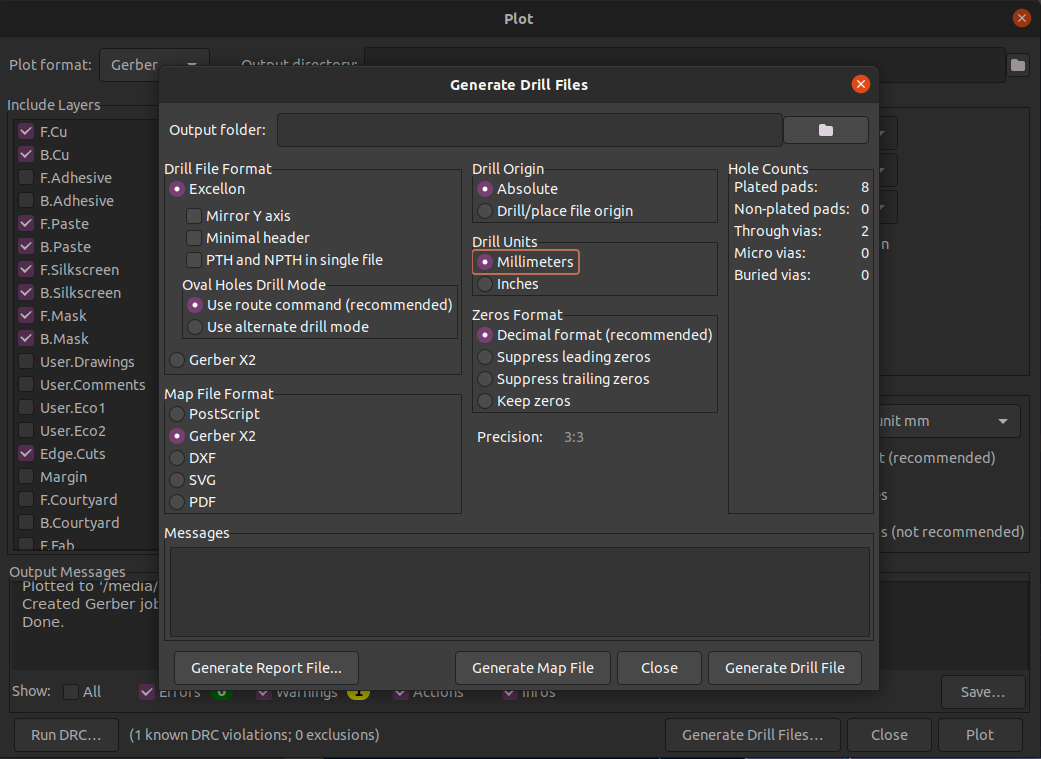 Plot
Plot format: Gerber Output directory:
Include Layers
F.Cu
B.Cu
F.Adhesive
B.Adhesive
F.Paste
B.Paste
F.Silkscreen
B.Silkscreen
F.Mask
B.Mask
User.Drawings
User.Comments
User.Eco1
User.Eco2
Edge.Cuts
Margin
F.Courtyard
B.Courtyard
F.Fab
Generate Drill Files
Output folder:
Drill File Format
Excellon
Mirror Y axis
Minimal header
PTH and NPTH in single file
Oval Holes Drill Mode
Use route command (recommended)
Use alternate drill mode
Gerber X2
Map File Format
PostScript
Gerber X2
DXF
SVG
PDF
Drill Origin
Absolute
Drill/place file origin
Drill Units
Millimeters
Inches
Zeros Format
Decimal format (recommended)
Suppress leading zeros
Suppress trailing zeros
Keep zeros
Precision: 3:3
Hole Counts
Plated pads: 8
Non-plated pads: 0
Through vias: 2
Micro vias: 0
Buried vias: 0
unit mm
(recommended)
(not recommended)
Messages
Generate Report File... Generate Map File Close Generate Drill File
Output Messages
Plotted to '/media/
Created Gerber job
Done.
Show: All Errors 0 Warnings 1 Actions Infos Save...
Run DRC... (1 known DRC violations; 0 exclusions) Generate Drill Files... Close Plot